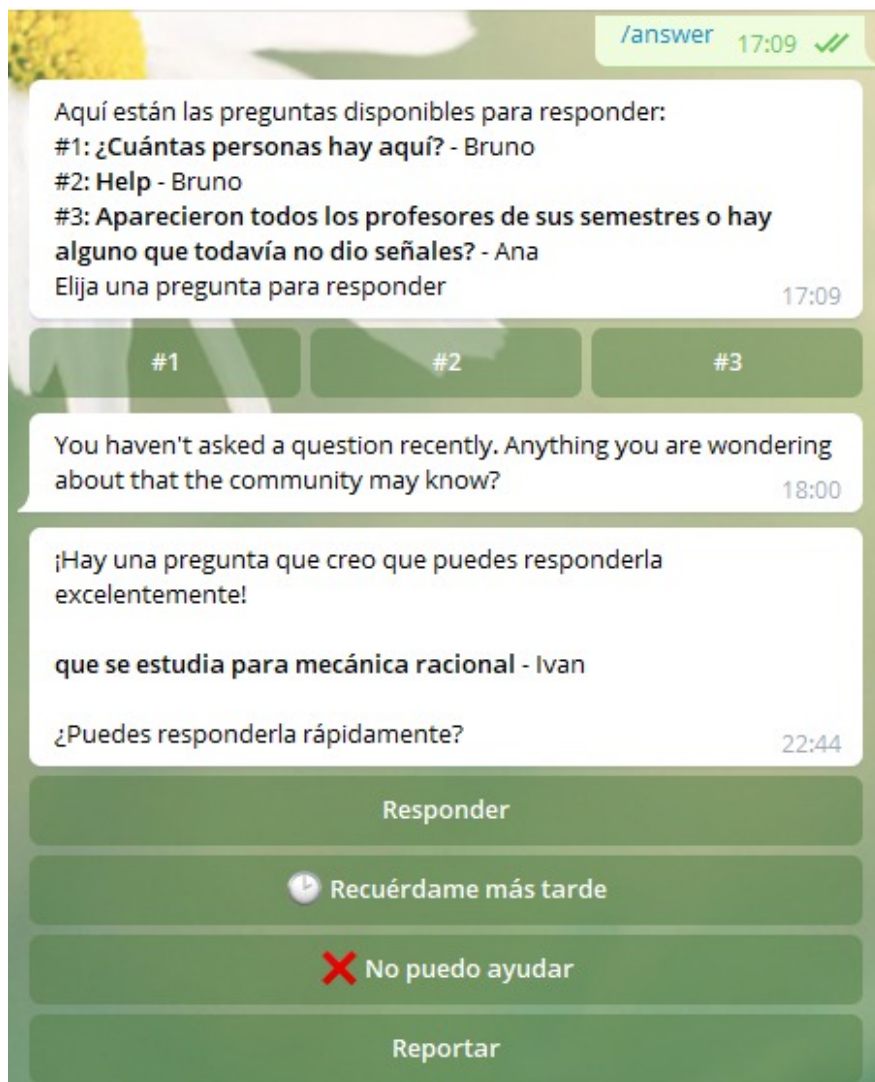 /answer 17:09
Aquí están las preguntas disponibles para responder:
#1: ¿Cuántas personas hay aquí? - Bruno
#2: Help - Bruno
#3: Aparecieron todos los profesores de sus semestres o hay
alguno que todavía no dio señales? - Ana
Elija una pregunta para responder
17:09
#1 #2 #3
You haven't asked a question recently. Anything you are wondering
about that the community may know?
18:00
¡Hay una pregunta que creo que puedes responderla
excelentemente!
que se estudia para mecánica racional - Ivan
¿Puedes responderla rápidamente?
22:44
Responder
Recuérdame más tarde
No puedo ayudar
Reportar